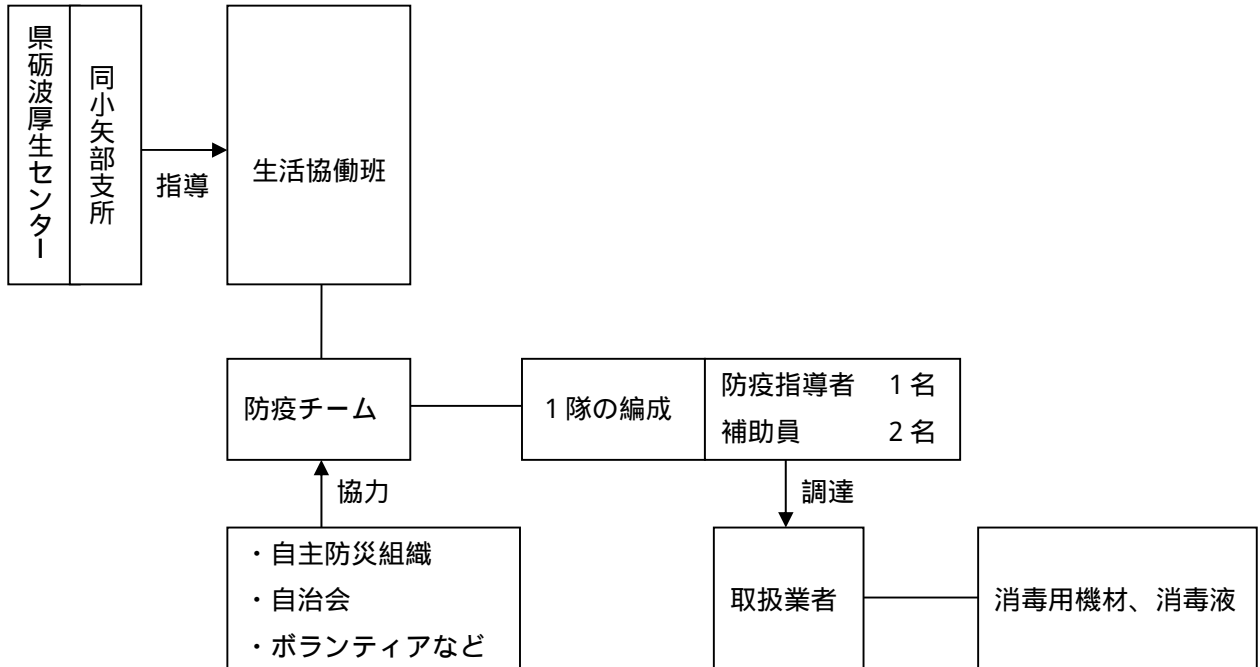 県砺波厚生センター
同小矢部支所
指導
生活協働班
防疫チーム
1隊の編成
防疫指導者 1名
補助員 2名
協力
調達
・自主防災組織
・自治会
・ボランティアなど
取扱業者
消毒用機材、消毒液